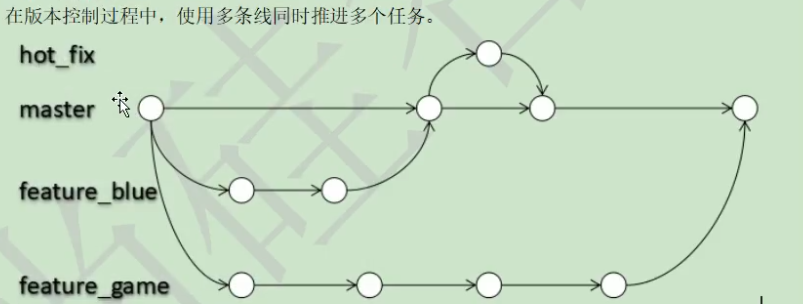 在版本控制过程中，使用多条线同时推进多个任务。
hot_fix
master
feature_blue
feature_game